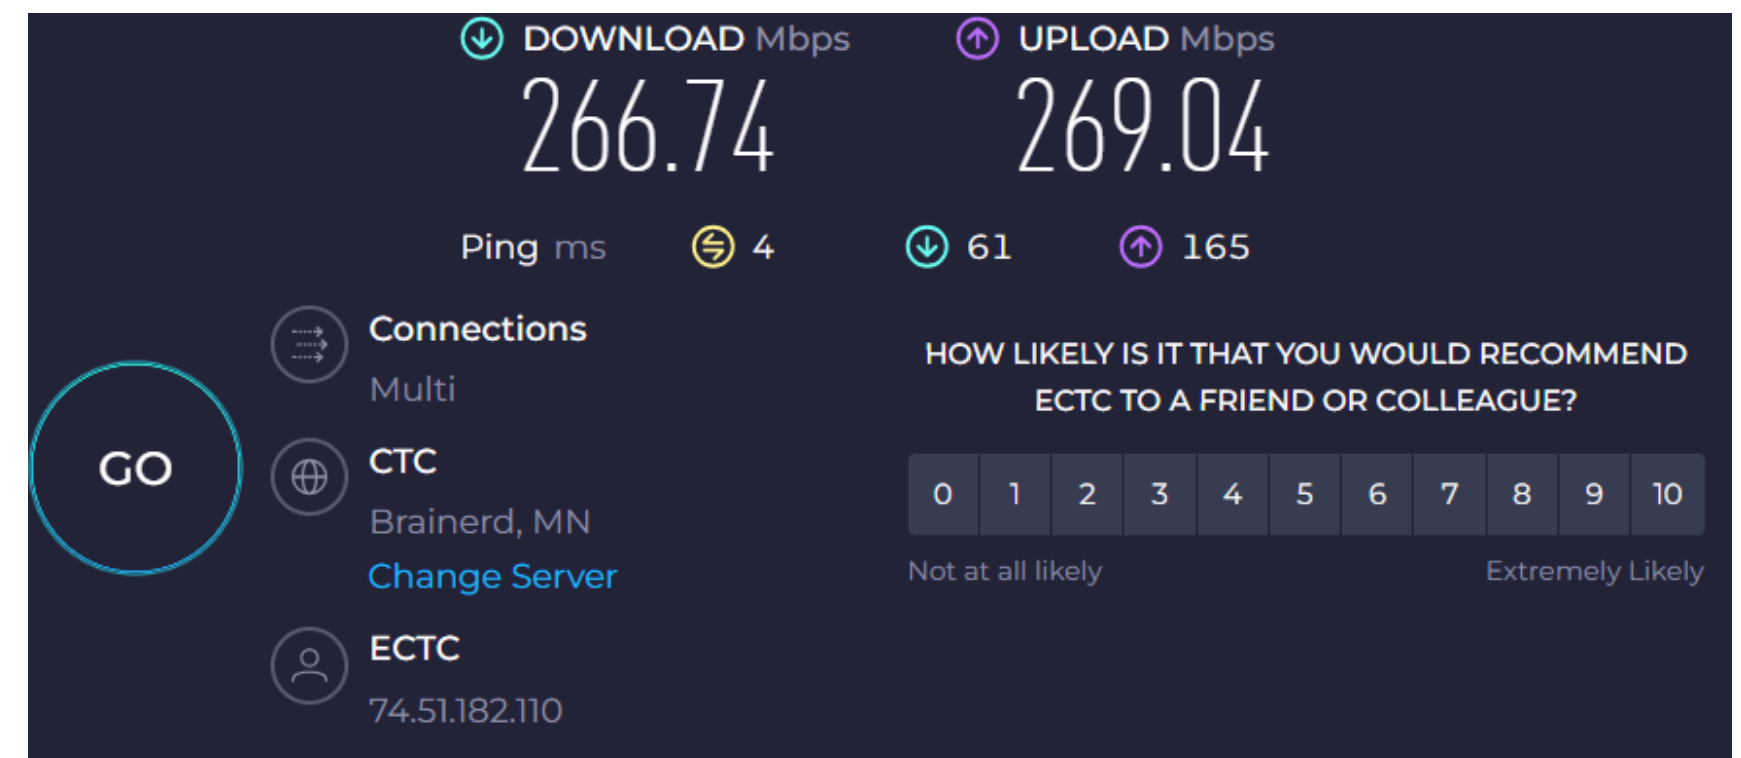 DOWNLOAD Mbps
UPLOAD Mbps
266.74
269.04
Ping ms 4 61 165
Connections
Multi
GO
CTC
Brainerd, MN
Change Server
ECTC
74.51.182.110
HOW LIKELY IS IT THAT YOU WOULD RECOMMEND
ECTC TO A FRIEND OR COLLEAGUE?
0 1 2 3 4 5 6 7 8 9 10
Not at all likely
Extremely Likely